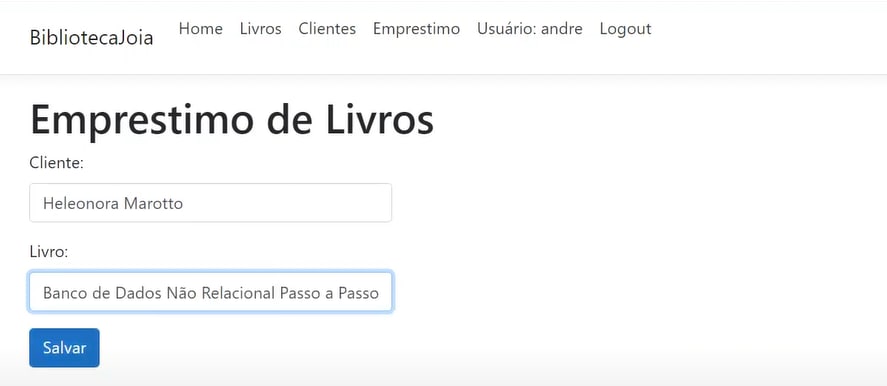 BibliotecaJoia Home Livros Clientes Emprestimo Usuário: andre Logout
Emprestimo de Livros
Cliente:
Heleonora Marotto
Livro:
Banco de Dados Não Relacional Passo a Passo
Salvar